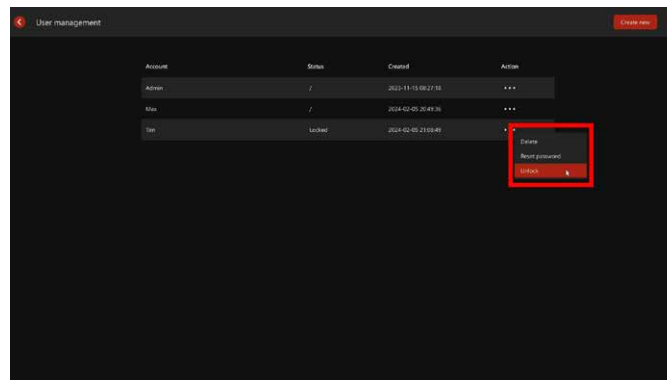 User management
Create new
Account Status Created Action
Admin / 2023-11-15 08:27:18 •••
Max / 2024-02-05 20:49:36 •••
Tim Locked 2024-02-05 21:00:49 •••
Delete
Reset password
Unlock